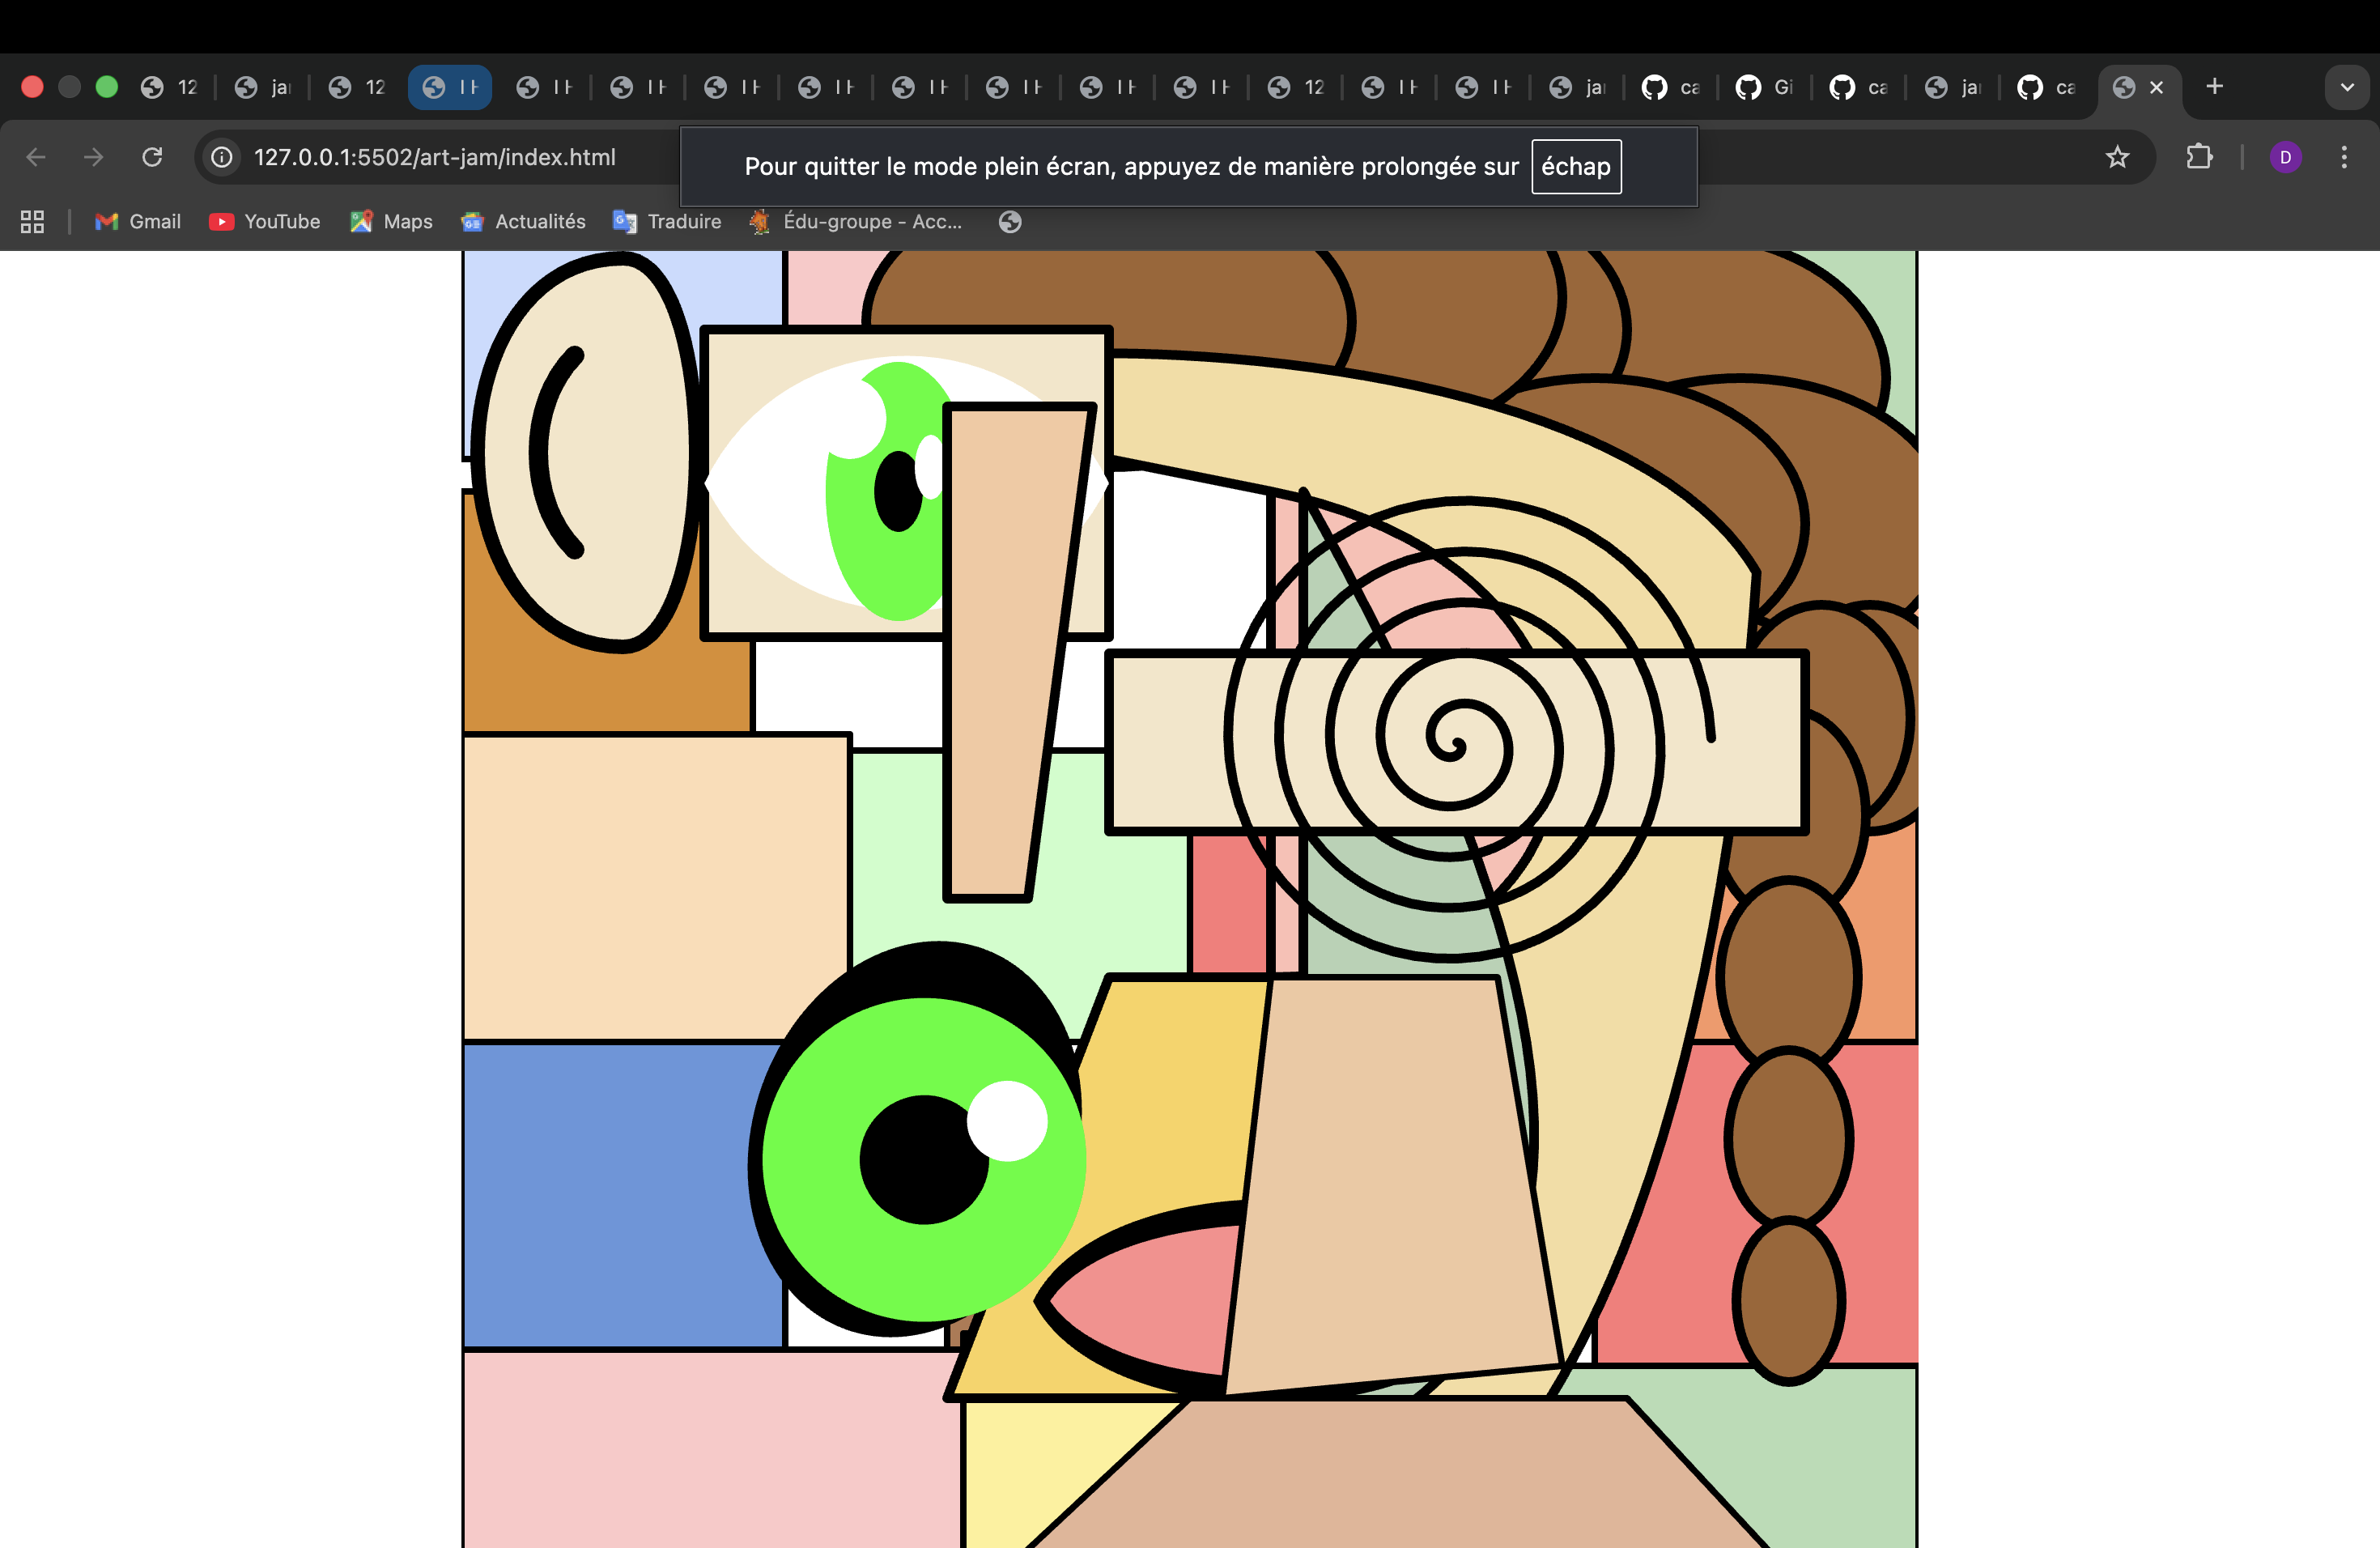 12
ja
12
12
ja
ca
Gi
ca
ja
ca
127.0.0.1:5502/art-jam/index.html
Pour quitter le mode plein écran, appuyez de manière prolongée sur échap
D
Gmail
YouTube
Maps
Actualités
Traduire
Édu-groupe - Acc...